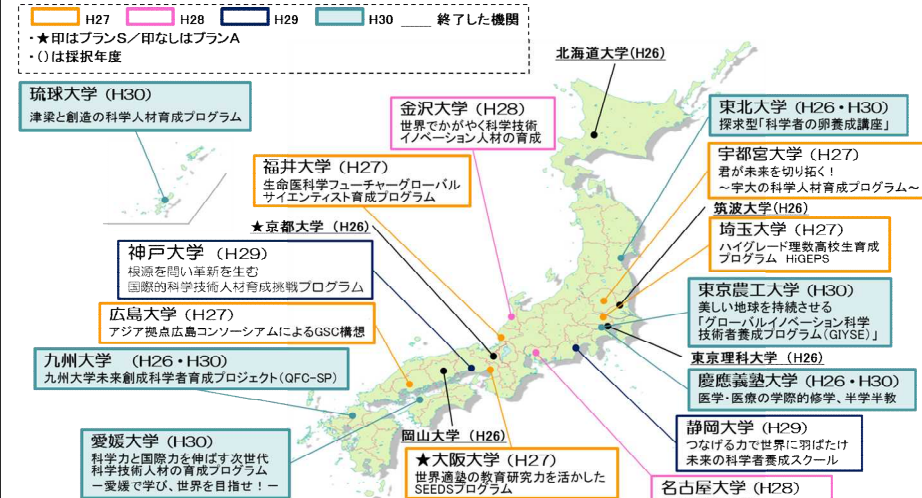 H27 H28 H29 H30 終了した機関
・★印はプランS／印なしはプランA
・()は採択年度
琉球大学(H30)
津梁と創造の科学人材育成プログラム
北海道大学(H26)
金沢大学(H28)
世界でかがやく科学技術
イノベーション人材の育成
東北大学(H26・H30)
探求型「科学者の卵養成講座」
福井大学(H27)
生命医科学フューチャーグローバル
サイエンティスト育成プログラム
宇都宮大学(H27)
君が未来を切り拓く！
～宇大の科学人材育成プログラム～
筑波大学(H26)
★京都大学(H26)
埼玉大学(H27)
ハイグレード理数高校生育成
プログラム HiGEPS
神戸大学(H29)
根源を問い革新を生む
国際的科学技術人材育成挑戦プログラム
東京農工大学(H30)
美しい地球を持続させる
「グローバルイノベーション科学
技術者養成プログラム(GIYSE)」
広島大学(H27)
アジア拠点広島コンソーシアムによるGSC構想
東京理科大学(H26)
九州大学 (H26・H30)
九州大学未来創成科学者育成プロジェクト(QFC-SP)
慶應義塾大学(H26・H30)
医学・医療の学際的修学、半学半教
静岡大学(H29)
つなげる力で世界に羽ばたけ
未来の科学者養成スクール
愛媛大学(H30)
科学力と国際力を伸ばす次世代
科学技術人材の育成プログラム
－愛媛で学び、世界を目指せ！－
岡山大学(H26)
★大阪大学(H27)
世界適塾の教育研究力を活かした
SEEDSプログラム
名古屋大学(H28)